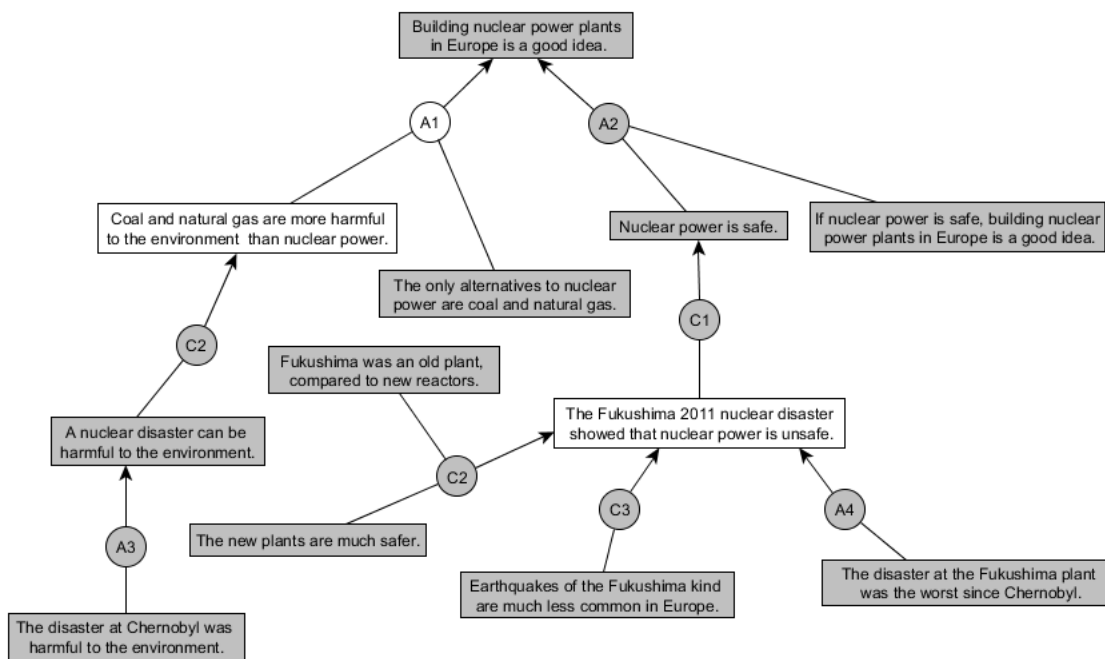 Building nuclear power plants
in Europe is a good idea.
A1
A2
Coal and natural gas are more harmful
to the environment than nuclear power.
Nuclear power is safe.
If nuclear power is safe, building nuclear
power plants in Europe is a good idea.
The only alternatives to nuclear
power are coal and natural gas.
C1
C2
Fukushima was an old plant,
compared to new reactors.
The Fukushima 2011 nuclear disaster
showed that nuclear power is unsafe.
A nuclear disaster can be
harmful to the environment.
C2
C3
A4
The new plants are much safer.
A3
Earthquakes of the Fukushima kind
are much less common in Europe.
The disaster at the Fukushima plant
was the worst since Chernobyl.
The disaster at Chernobyl was
harmful to the environment.